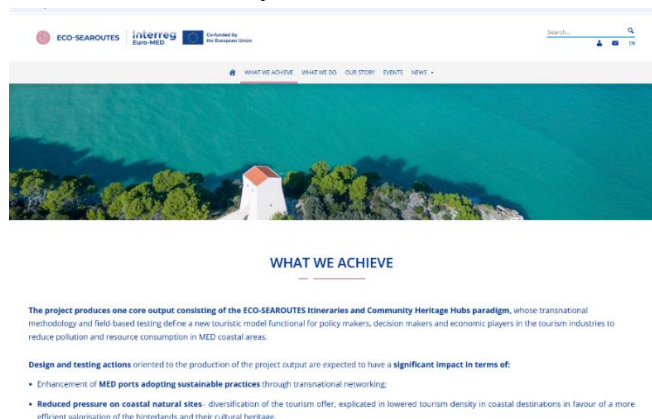 ECO-SEAROUTES
Interreg
Euro-MED
Co-funded by
the European Union
Search...
EN
WHAT WE ACHIEVE WHAT WE DO OUR STORY EVENTS NEWS
WHAT WE ACHIEVE
The project produces one core output consisting of the ECO-SEAROUTES Itineraries and Community Heritage Hubs paradigm, whose transnational
methodology and field-based testing define a new touristic model functional for policy makers, decision makers and economic players in the tourism industries to
reduce pollution and resource consumption in MED coastal areas.
Design and testing actions oriented to the production of the project output are expected to have a significant impact in terms of:
• Enhancement of MED ports adopting sustainable practices through transnational networking;
• Reduced pressure on coastal natural sites– diversification of the tourism offer, explicated in lowered tourism density in coastal destinations in favour of a more
efficient valorisation of the hinterlands and their cultural heritage.